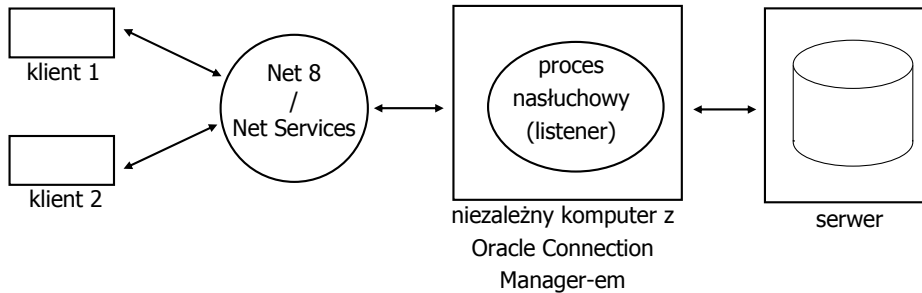 klient 1
klient 2
Net 8
/
Net Services
proces
nasłuchowy
(listener)
niezależny komputer z
Oracle Connection
Manager-em
serwer